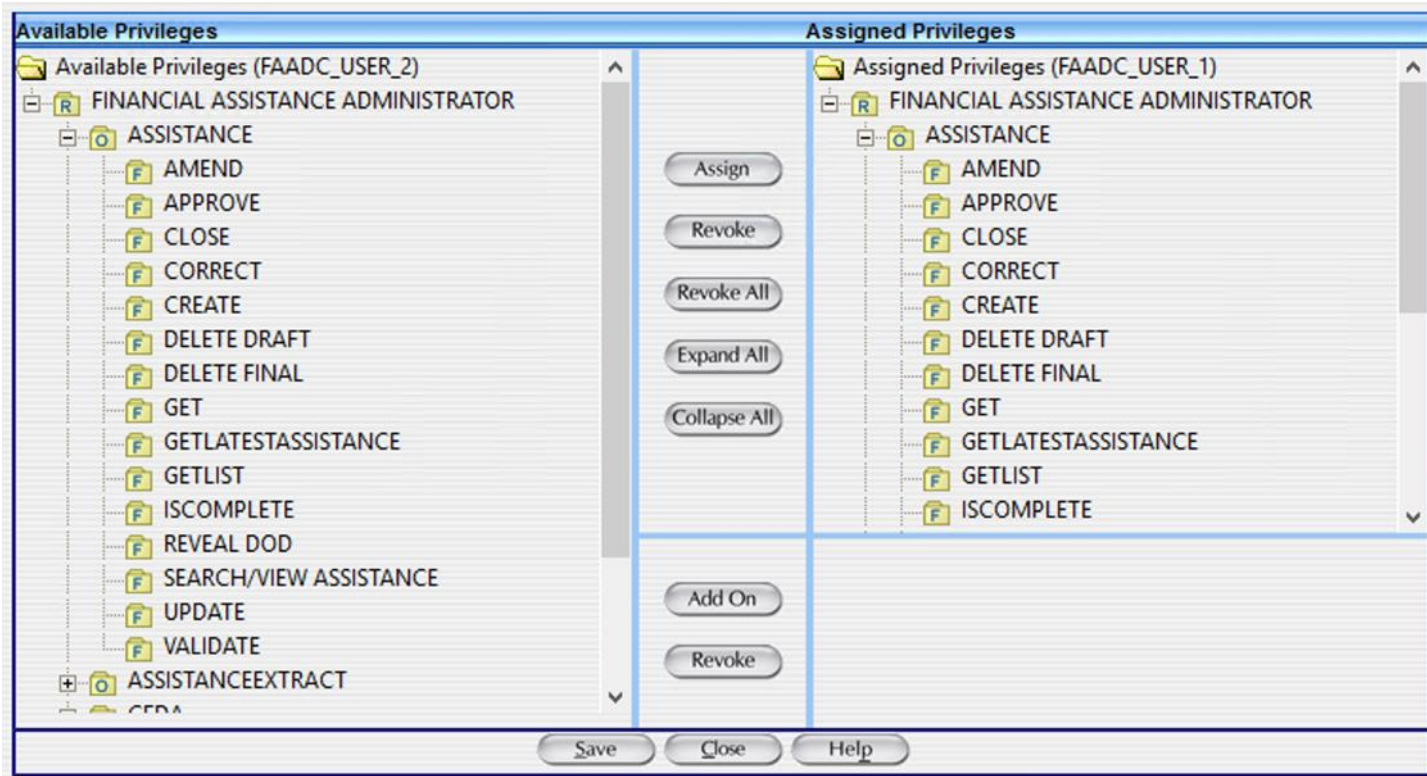 Available Privileges
Assigned Privileges
Available Privileges (FAADC_USER_2)
R FINANCIAL ASSISTANCE ADMINISTRATOR
O ASSISTANCE
F AMEND
F APPROVE
F CLOSE
F CORRECT
F CREATE
F DELETE DRAFT
F DELETE FINAL
F GET
F GETLATESTASSISTANCE
F GETLIST
F ISCOMPLETE
F REVEAL DOD
F SEARCH/VIEW ASSISTANCE
F UPDATE
F VALIDATE
O ASSISTANCEEXTRACT
Assign
Revoke
Revoke All
Expand All
Collapse All
Add On
Revoke
Assigned Privileges (FAADC_USER_1)
R FINANCIAL ASSISTANCE ADMINISTRATOR
O ASSISTANCE
F AMEND
F APPROVE
F CLOSE
F CORRECT
F CREATE
F DELETE DRAFT
F DELETE FINAL
F GET
F GETLATESTASSISTANCE
F GETLIST
F ISCOMPLETE
Save Close Help